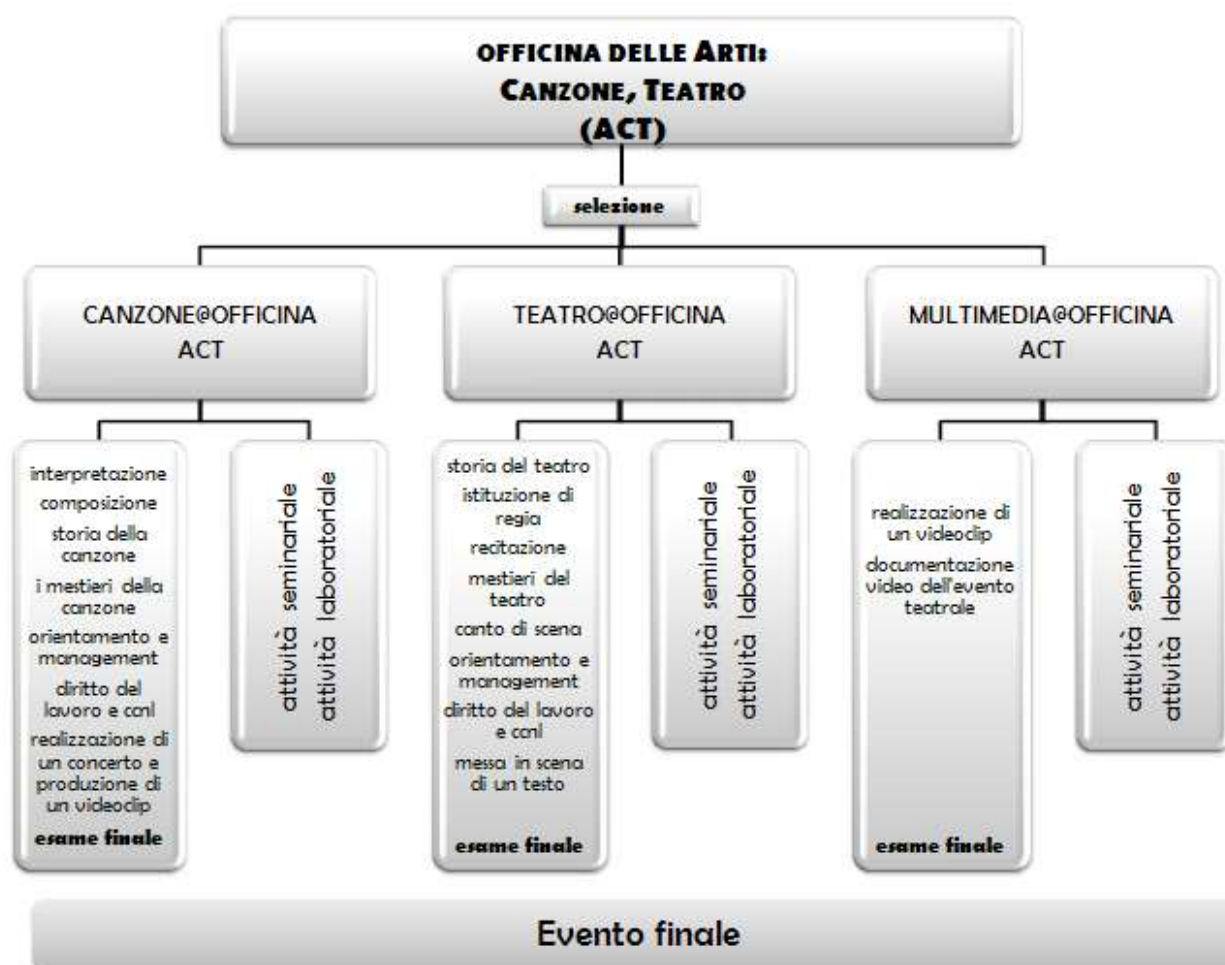 OFFICINA DELLE ARTI:
CANZONE, TEATRO
(ACT)
selezione
CANZONE@OFFICINA
ACT
TEATRO@OFFICINA
ACT
MULTIMEDIA@OFFICINA
ACT
interpretazione
composizione
storia della
canzone
i mestieri della
canzone
orientamento e
management
diritto del
lavoro e ccnl
realizzazione di
un concerto e
produzione di
un videoclip
esame finale
attività seminariale
attività laboratoriale
storia del teatro
istituzione di
regia
recitazione
mestieri del
teatro
canto di scena
orientamento e
management
diritto del lavoro
e ccnl
messa in scena
di un testo
esame finale
attività seminariale
attività laboratoriale
realizzazione di
un videoclip
documentazione
video dell'evento
teatrale
esame finale
attività seminariale
attività laboratoriale
Evento finale